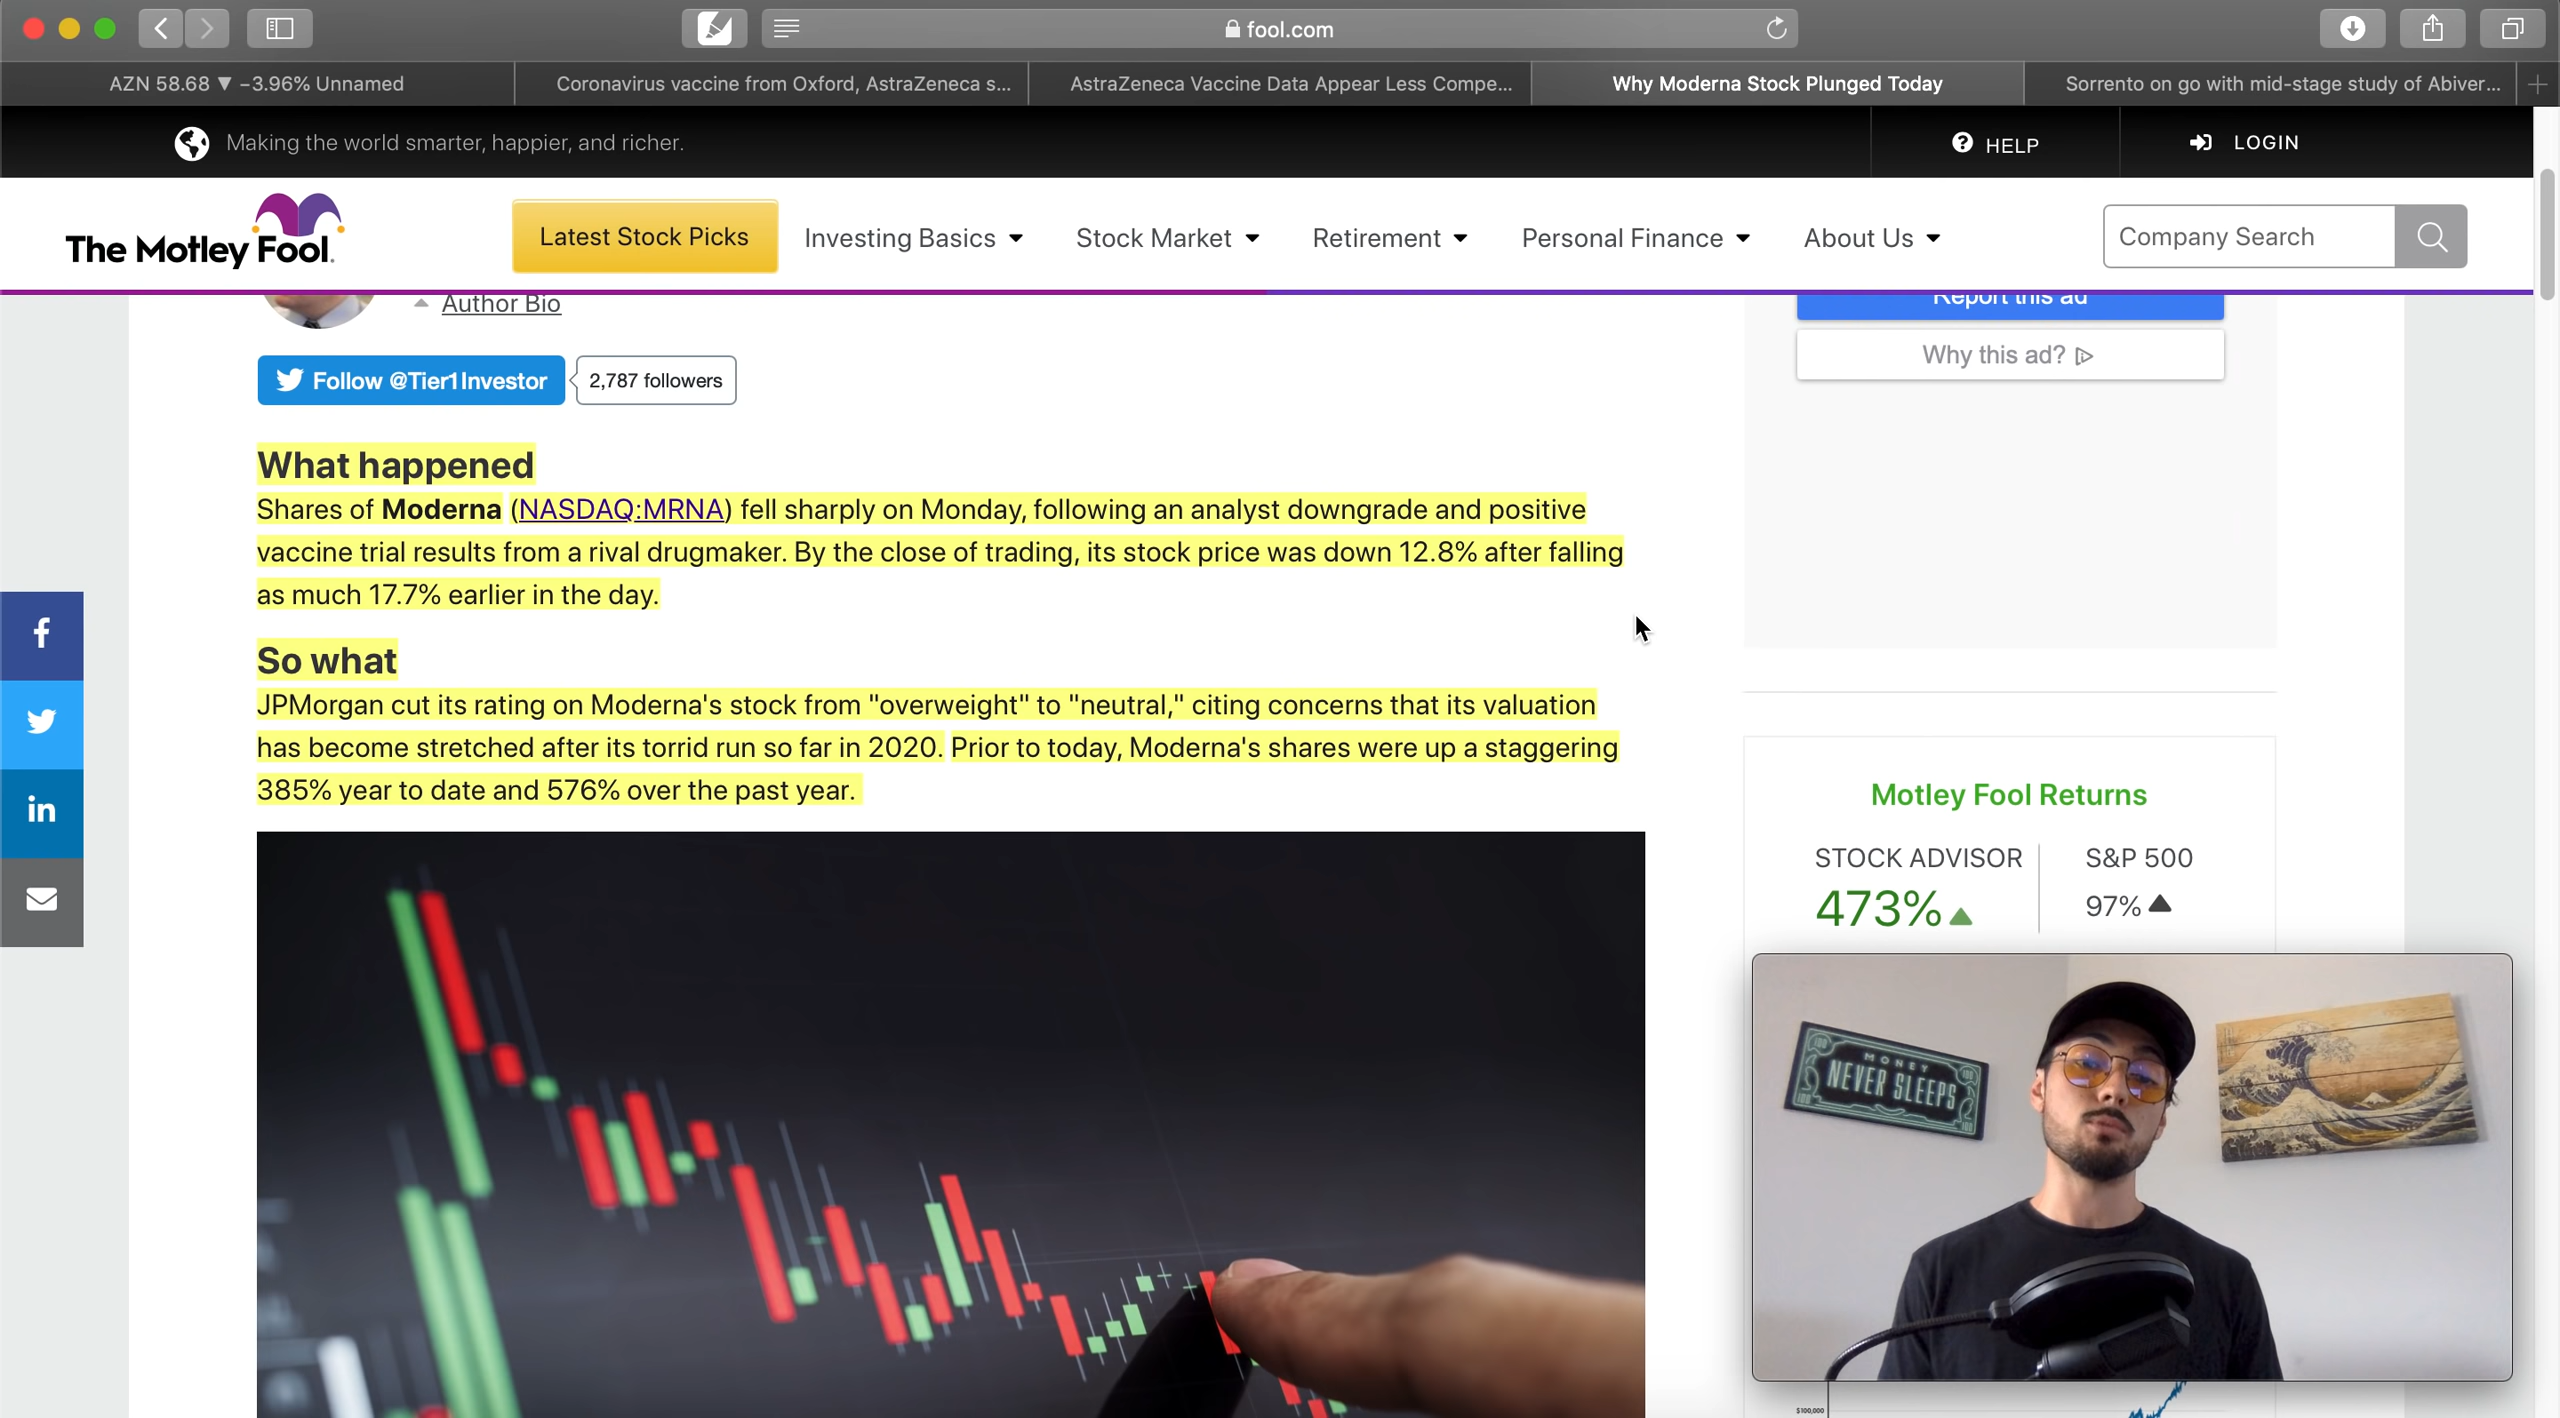 fool.com
AZN 58.68 ▼ −3.96% Unnamed
Coronavirus vaccine from Oxford, AstraZeneca s...
AstraZeneca Vaccine Data Appear Less Compe...
Why Moderna Stock Plunged Today
Sorrento on go with mid-stage study of Abiver...
Making the world smarter, happier, and richer.
HELP
LOGIN
The Motley Fool.
Latest Stock Picks
Investing Basics
Stock Market
Retirement
Personal Finance
About Us
Company Search
Author Bio
Report this ad
Why this ad?
Follow @Tier1Investor
2,787 followers
What happened
Shares of Moderna (NASDAQ:MRNA) fell sharply on Monday, following an analyst downgrade and positive
vaccine trial results from a rival drugmaker. By the close of trading, its stock price was down 12.8% after falling
as much 17.7% earlier in the day.
So what
JPMorgan cut its rating on Moderna's stock from "overweight" to "neutral," citing concerns that its valuation
has become stretched after its torrid run so far in 2020. Prior to today, Moderna's shares were up a staggering
385% year to date and 576% over the past year.
f
in
Motley Fool Returns
STOCK ADVISOR
473%
S&P 500
97%
100
100
MONEY
NEVER SLEEPS
100
100
$100,000